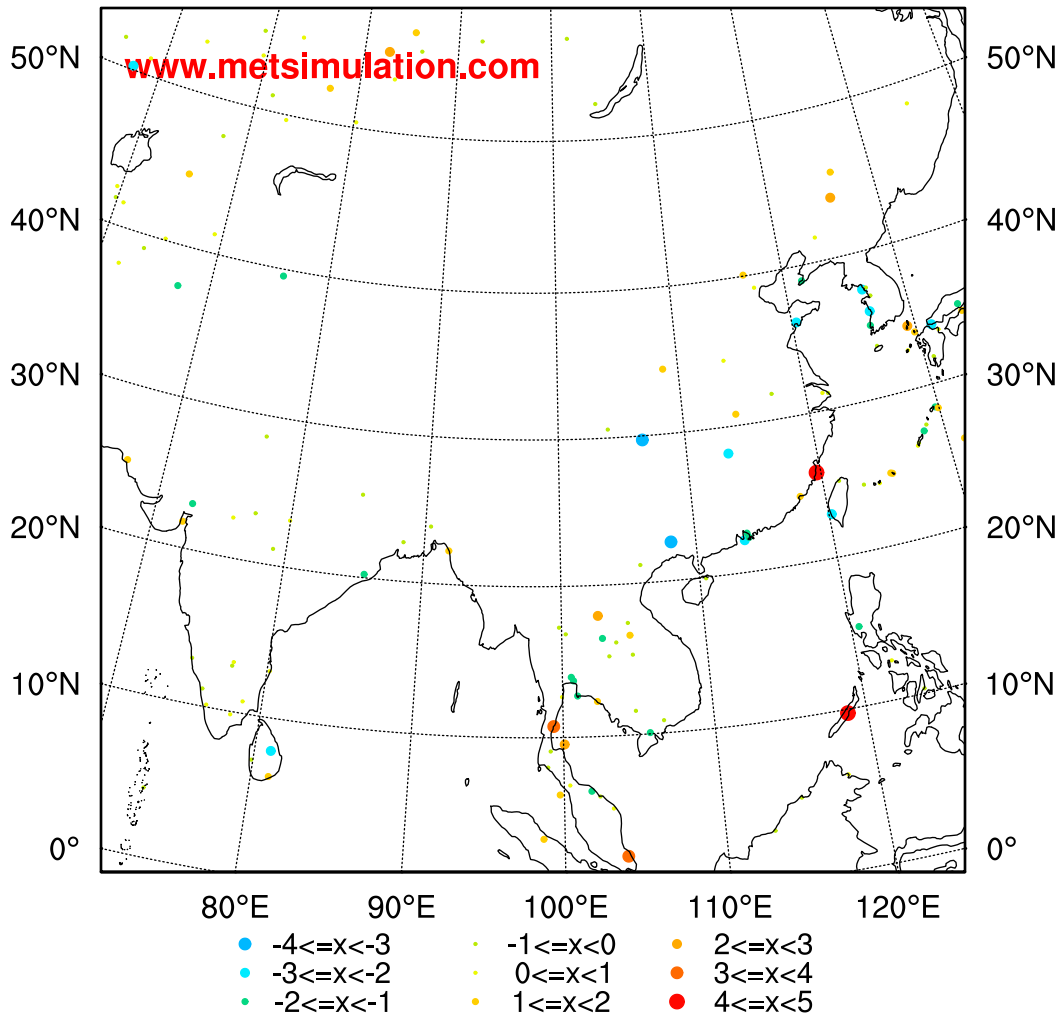 www.metsimulation.com
50°N 50°N
40°N 40°N
30°N 30°N
20°N 20°N
10°N 10°N
0° 0°
80°E 90°E 100°E 110°E 120°E
-4<=x<-3 -1<=x<0 2<=x<3
-3<=x<-2 0<=x<1 3<=x<4
-2<=x<-1 1<=x<2 4<=x<5